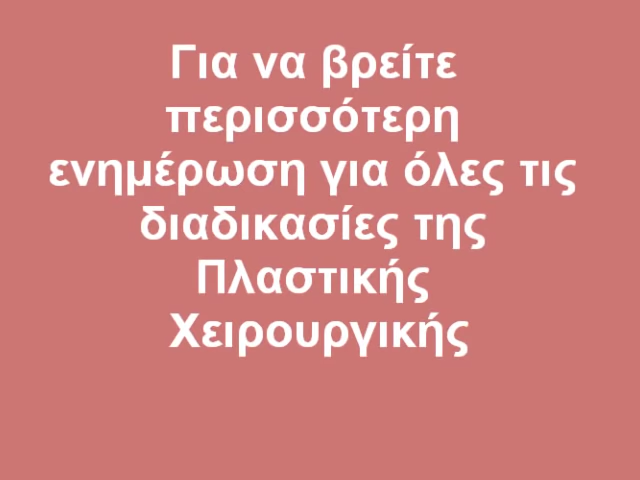 Για να βρείτε
περισσότερη
ενημέρωση για όλες τις
διαδικασίες της
Πλαστικής
Χειρουργικής